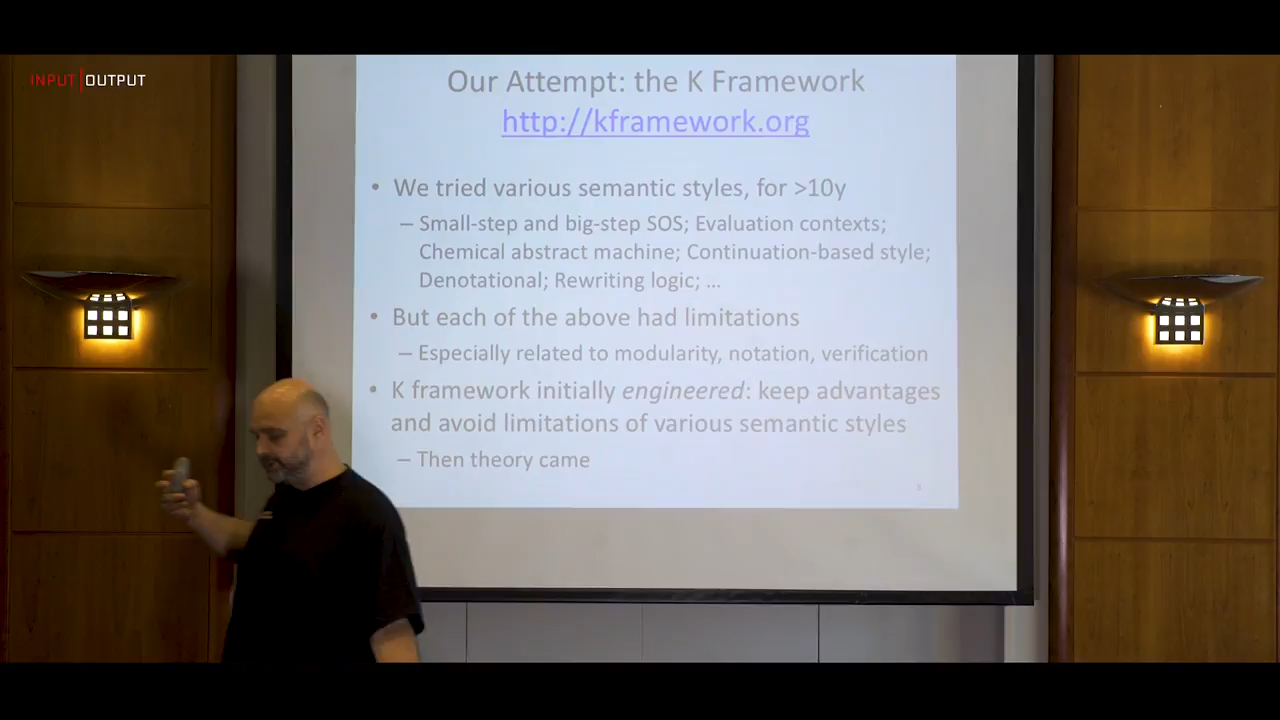 INPUT|OUTPUT
Our Attempt: the K Framework
http://kframework.org
• We tried various semantic styles, for >10y
– Small-step and big-step SOS; Evaluation contexts;
Chemical abstract machine; Continuation-based style;
Denotational; Rewriting logic; ...
• But each of the above had limitations
– Especially related to modularity, notation, verification
• K framework initially engineered: keep advantages
and avoid limitations of various semantic styles
– Then theory came